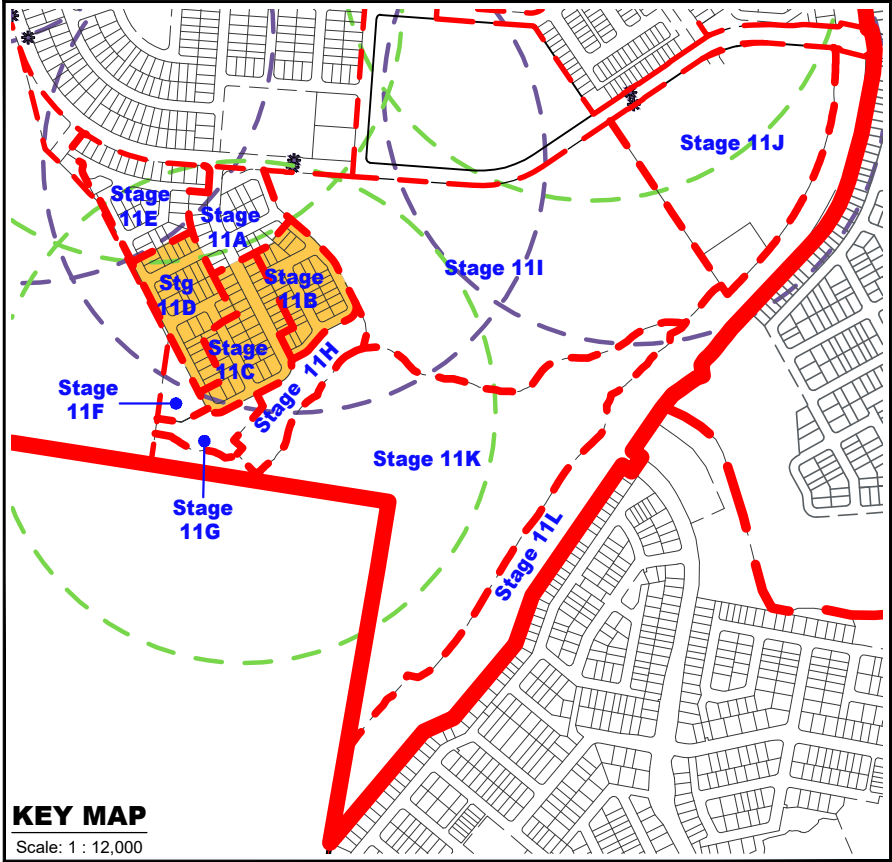 Stage 11J
Stage
11E
Stage
11A
Stage 11I
Stg
11D
Stage
11B
Stage
11C
Stage 11H
Stage
11F
Stage 11K
Stage
11G
Stage 11L
KEY MAP
Scale: 1 : 12,000